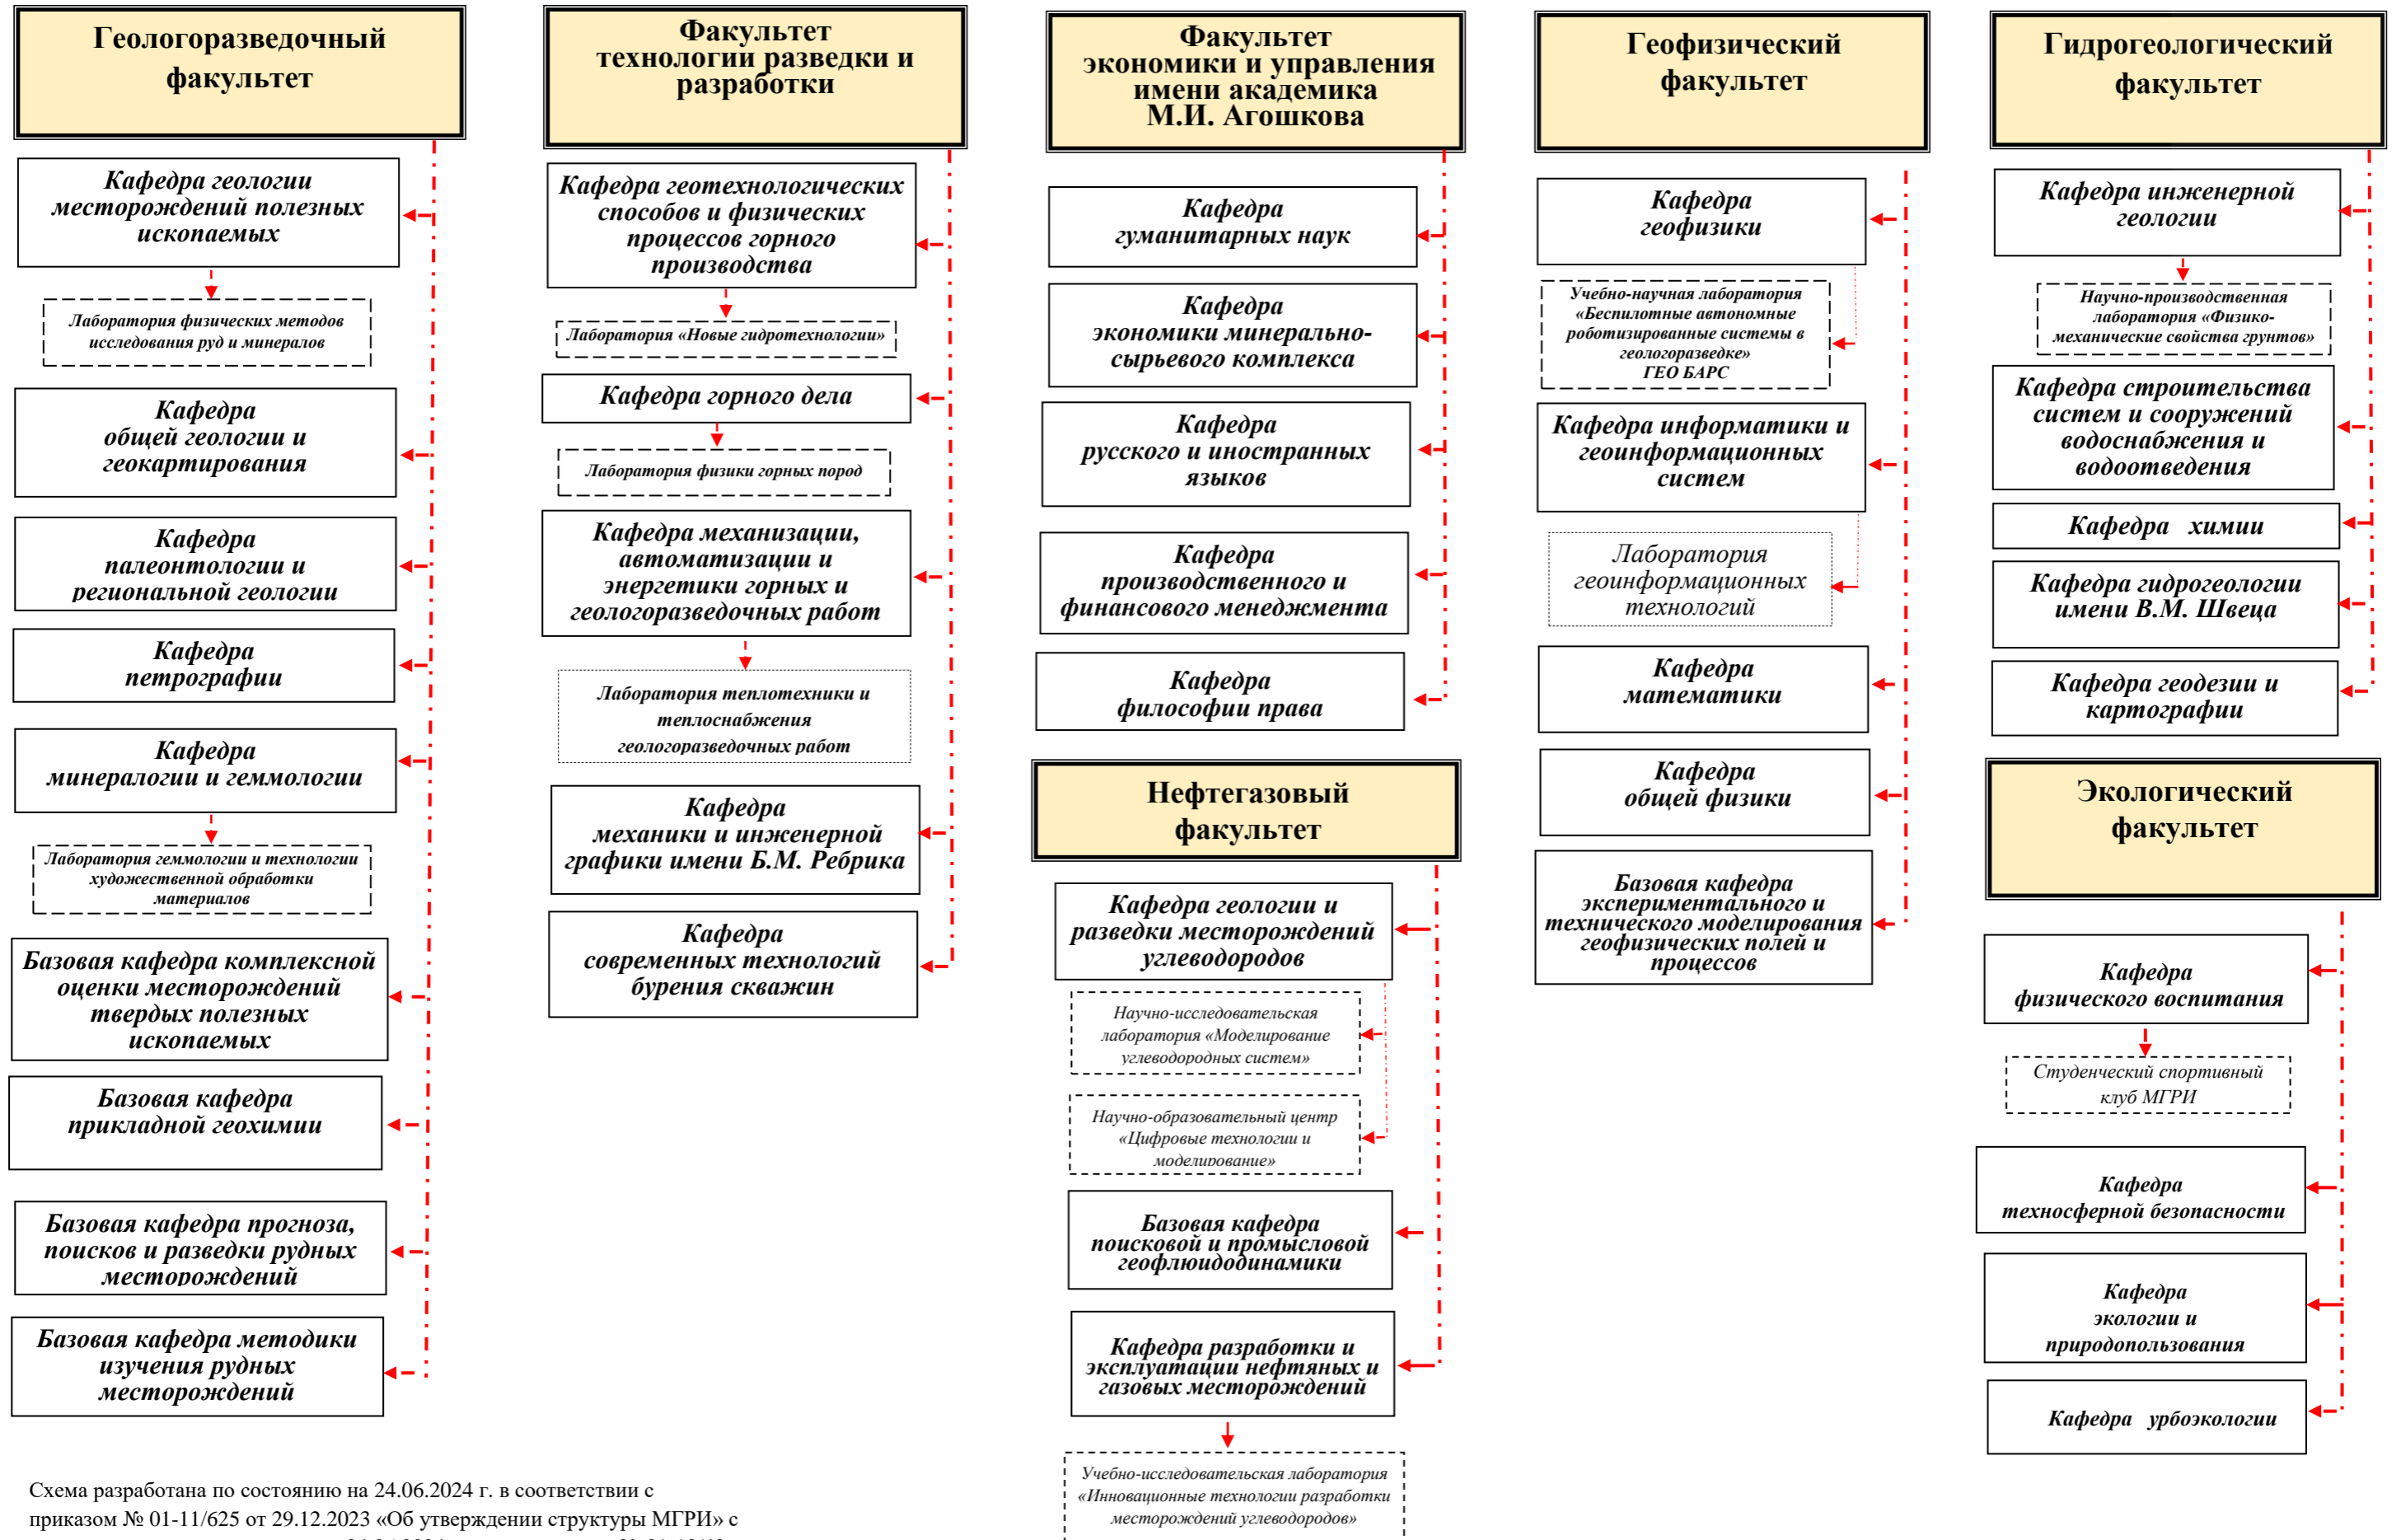 Геологоразведочный
факультет
Кафедра геологии
месторождений полезных
ископаемых
Лаборатория физических методов
исследования руд и минералов
Кафедра
общей геологии и
геокартирования
Кафедра
палеонтологии и
региональной геологии
Кафедра
петрографии
Кафедра
минералогии и геммологии
Лаборатория геммологии и технологии
художественной обработки
материалов
Базовая кафедра комплексной
оценки месторождений
твердых полезных
ископаемых
Базовая кафедра
прикладной геохимии
Базовая кафедра прогноза,
поисков и разведки рудных
месторождений
Базовая кафедра методики
изучения рудных
месторождений
Факультет
технологии разведки и
разработки
Кафедра геотехнологических
способов и физических
процессов горного
производства
Лаборатория «Новые гидротехнологии»
Кафедра горного дела
Лаборатория физики горных пород
Кафедра механизации,
автоматизации и
энергетики горных и
геологоразведочных работ
Лаборатория теплотехники и
теплоснабжения
геологоразведочных работ
Кафедра
механики и инженерной
графики имени Б.М. Ребрика
Кафедра
современных технологий
бурения скважин
Факультет
экономики и управления
имени академика
М.И. Агошкова
Кафедра
гуманитарных наук
Кафедра
экономики минерально-
сырьевого комплекса
Кафедра
русского и иностранных
языков
Кафедра
производственного и
финансового менеджмента
Кафедра
философии права
Нефтегазовый
факультет
Кафедра геологии и
разведки месторождений
углеводородов
Научно-исследовательская
лаборатория «Моделирование
углеводородных систем»
Научно-образовательный центр
«Цифровые технологии и
моделирование»
Базовая кафедра
поисковой и промысловой
геофлюидодинамики
Кафедра разработки и
эксплуатации нефтяных и
газовых месторождений
Учебно-исследовательская лаборатория
«Инновационные технологии разработки
месторождений углеводородов»
Геофизический
факультет
Кафедра
геофизики
Учебно-научная лаборатория
«Беспилотные автономные
роботизированные системы в
геологоразведке»
ГЕО БАРС
Кафедра информатики и
геоинформационных
систем
Лаборатория
геоинформационных
технологий
Кафедра
математики
Кафедра
общей физики
Базовая кафедра
экспериментального и
технического моделирования
геофизических полей и
процессов
Гидрогеологический
факультет
Кафедра инженерной
геологии
Научно-производственная
лаборатория «Физико-
механические свойства грунтов»
Кафедра строительства
систем и сооружений
водоснабжения и
водоотведения
Кафедра химии
Кафедра гидрогеологии
имени В.М. Швеца
Кафедра геодезии и
картографии
Экологический
факультет
Кафедра
физического воспитания
Студенческий спортивный
клуб МГРИ
Кафедра
техносферной безопасности
Кафедра
экологии и
природопользования
Кафедра урбоэкологии
Схема разработана по состоянию на 24.06.2024 г. в соответствии с
приказом № 01-11/625 от 29.12.2023 «Об утверждении структуры МГРИ» с